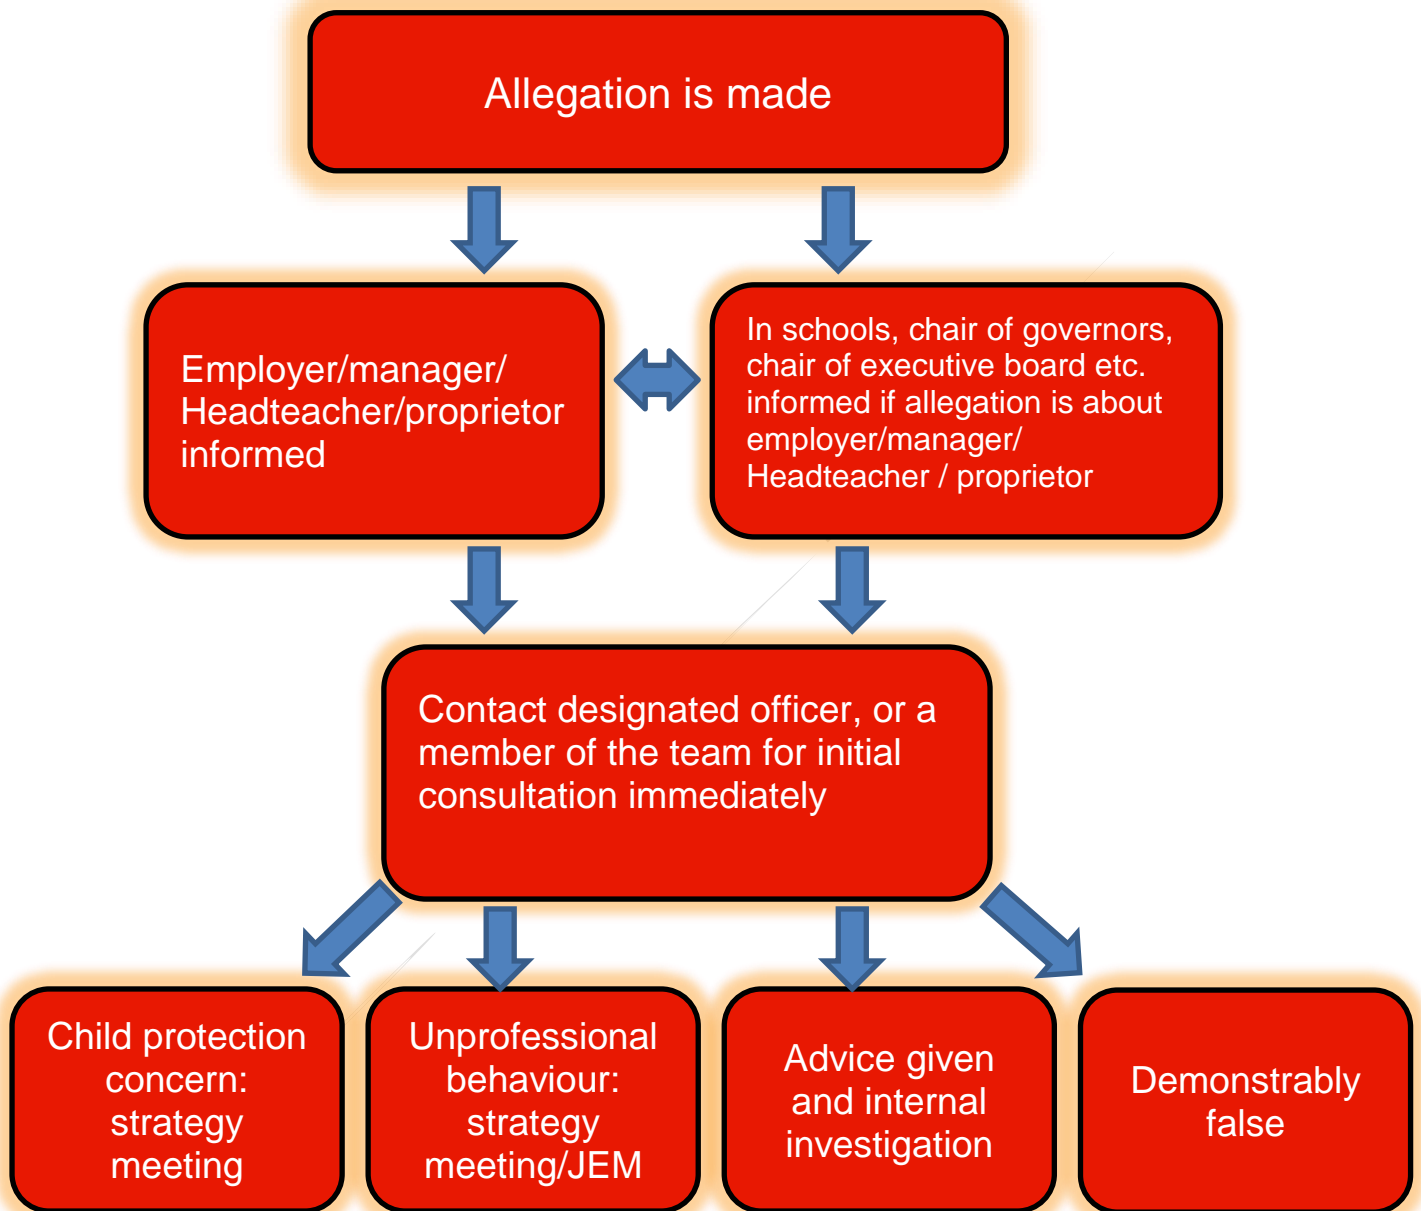 Allegation is made
Employer/manager/
Headteacher/proprietor
informed
In schools, chair of governors,
chair of executive board etc.
informed if allegation is about
employer/manager/
Headteacher / proprietor
Contact designated officer, or a
member of the team for initial
consultation immediately
Child protection
concern:
strategy
meeting
Unprofessional
behaviour:
strategy
meeting/JEM
Advice given
and internal
investigation
Demonstrably
false